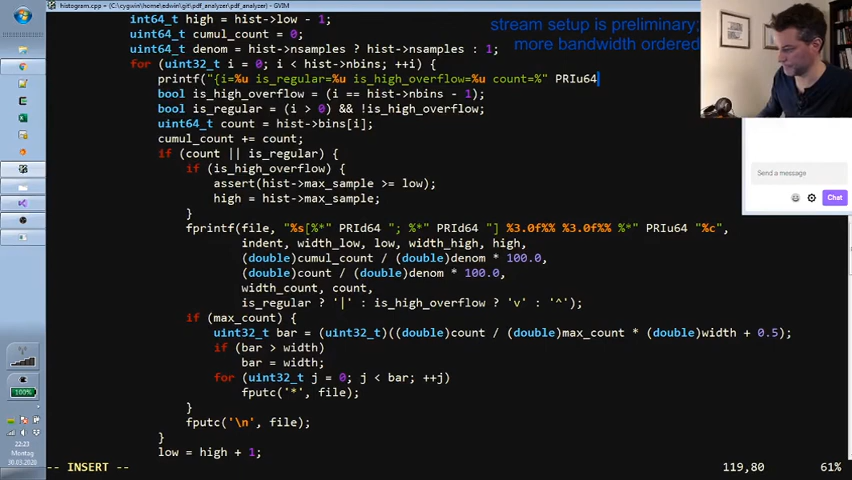 histogram.cpp + (C:\cygwin\home\edwin\git\pdf_analyzer\pdf_analyzer) - GVIM
int64_t high = hist->low - 1;
uint64_t cumul_count = 0;
uint64_t denom = hist->nsamples ? hist->nsamples : 1;
for (uint32_t i = 0; i < hist->nbins; ++i) {
printf("{i=%u is_regular=%u is_high_overflow=%u count=%" PRIu64
bool is_high_overflow = (i == hist->nbins - 1);
bool is_regular = (i > 0) && !is_high_overflow;
uint64_t count = hist->bins[i];
cumul_count += count;
if (count || is_regular) {
if (is_high_overflow) {
assert(hist->max_sample >= low);
high = hist->max_sample;
}
fprintf(file, "%s[%*" PRId64 "; %*" PRId64 "] %3.0f%% %3.0f%% %*" PRIu64 "%c",
indent, width_low, low, width_high, high,
(double)cumul_count / (double)denom * 100.0,
(double)count / (double)denom * 100.0,
width_count, count,
is_regular ? '|' : is_high_overflow ? 'v' : '^');
if (max_count) {
uint32_t bar = (uint32_t)((double)count / (double)max_count * (double)width + 0.5);
if (bar > width)
bar = width;
for (uint32_t j = 0; j < bar; ++j)
fputc('*', file);
}
fputc('\n', file);
}
low = high + 1;
-- INSERT --
119,80
61%
stream setup is preliminary;
more bandwidth ordered
Send a message
Chat
100%
22:23
Montag
30.03.2020